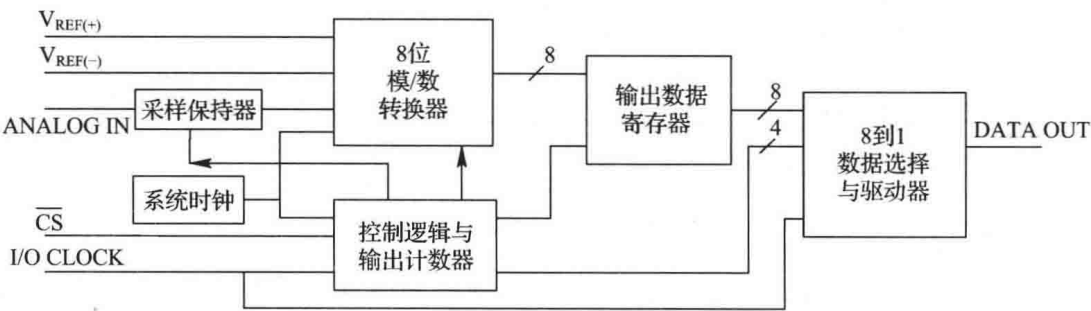 V_REF(+)
V_REF(−)
ANALOG IN
采样保持器
系统时钟
CS
I/O CLOCK
8位
模/数
转换器
8
控制逻辑与
输出计数器
输出数据
寄存器
8
4
8到1
数据选择
与驱动器
DATA OUT